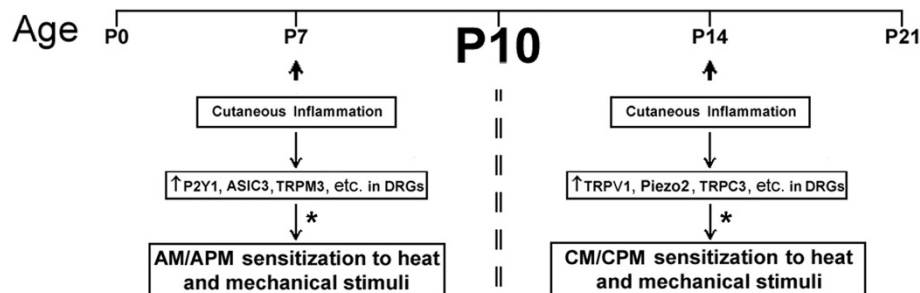 Age
P0 P7 P10 P14 P21
Cutaneous Inflammation
↑P2Y1, ASIC3, TRPM3, etc. in DRGs
*
AM/APM sensitization to heat
and mechanical stimuli
Cutaneous Inflammation
↑TRPV1, Piezo2, TRPC3, etc. in DRGs
*
CM/CPM sensitization to heat
and mechanical stimuli